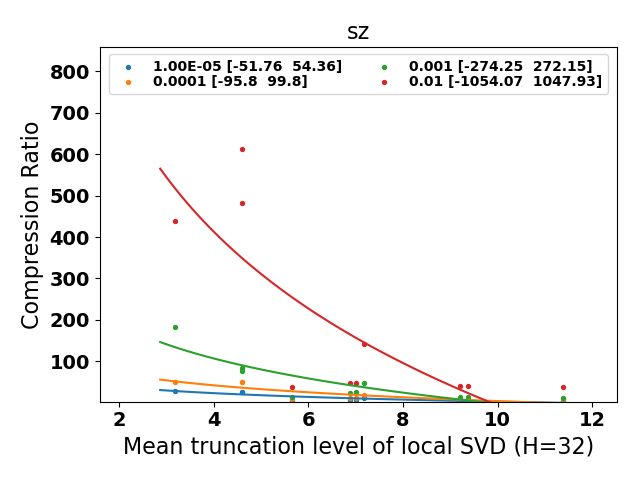 sz
1.00E-05 [-51.76  54.36]
0.0001 [-95.8  99.8]
0.001 [-274.25  272.15]
0.01 [-1054.07  1047.93]
Compression Ratio
800
700
600
500
400
300
200
100
2 4 6 8 10 12
Mean truncation level of local SVD (H=32)